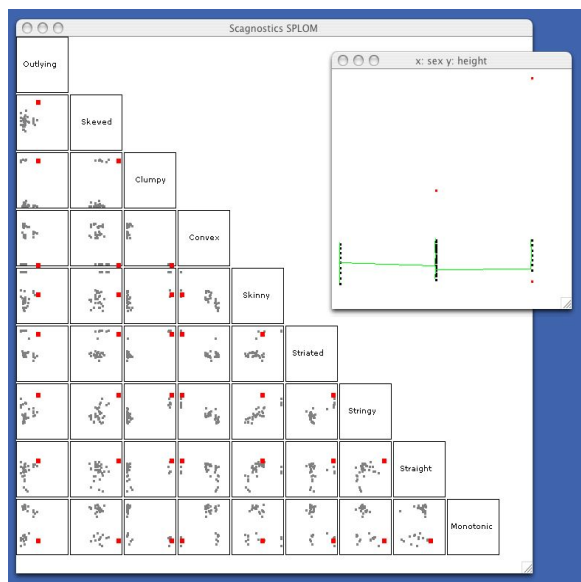 Scagnostics SPLOM
x: sex y: height
Outlying
Skewed
Clumpy
Convex
Skinny
Striated
Stringy
Straight
Monotonic